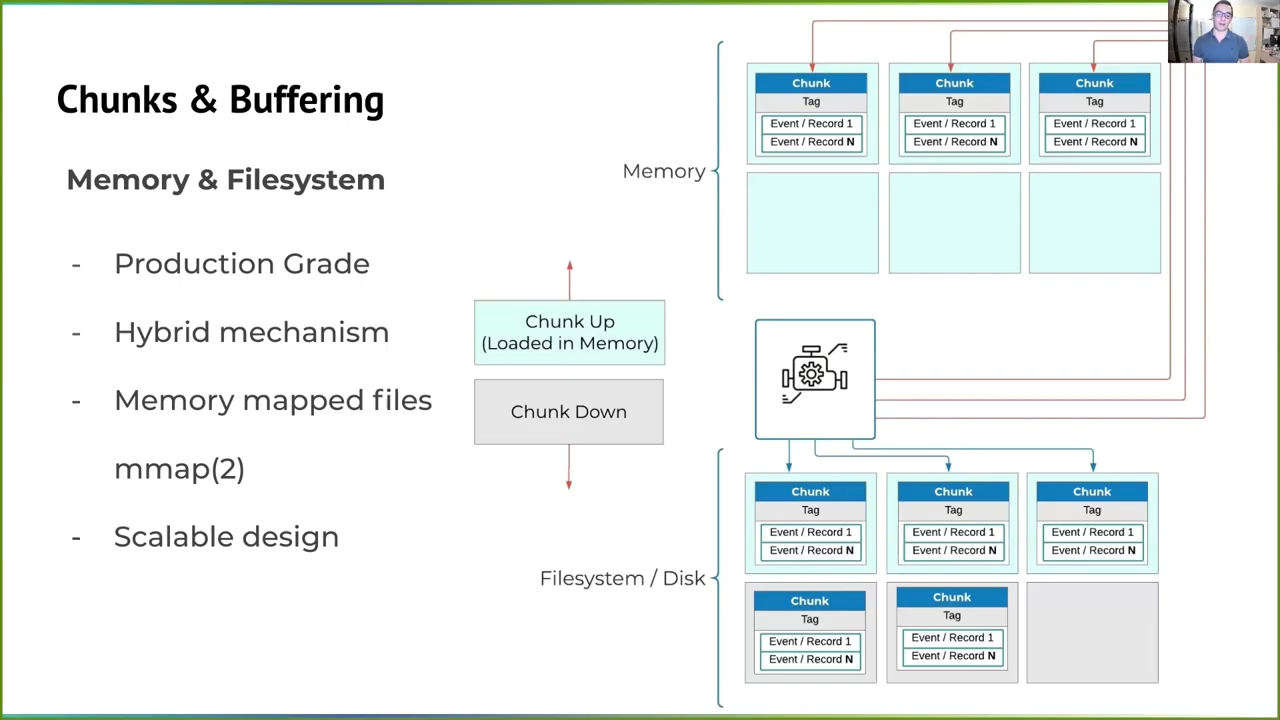 Chunks & Buffering
Memory & Filesystem
- Production Grade
- Hybrid mechanism
- Memory mapped files
mmap(2)
- Scalable design
Chunk Up
(Loaded in Memory)
Chunk Down
Memory
Chunk
Tag
Event / Record 1
Event / Record N
Chunk
Tag
Event / Record 1
Event / Record N
Chunk
Tag
Event / Record 1
Event / Record N
Filesystem / Disk
Chunk
Tag
Event / Record 1
Event / Record N
Chunk
Tag
Event / Record 1
Event / Record N
Chunk
Tag
Event / Record 1
Event / Record N
Chunk
Tag
Event / Record 1
Event / Record N
Chunk
Tag
Event / Record 1
Event / Record N